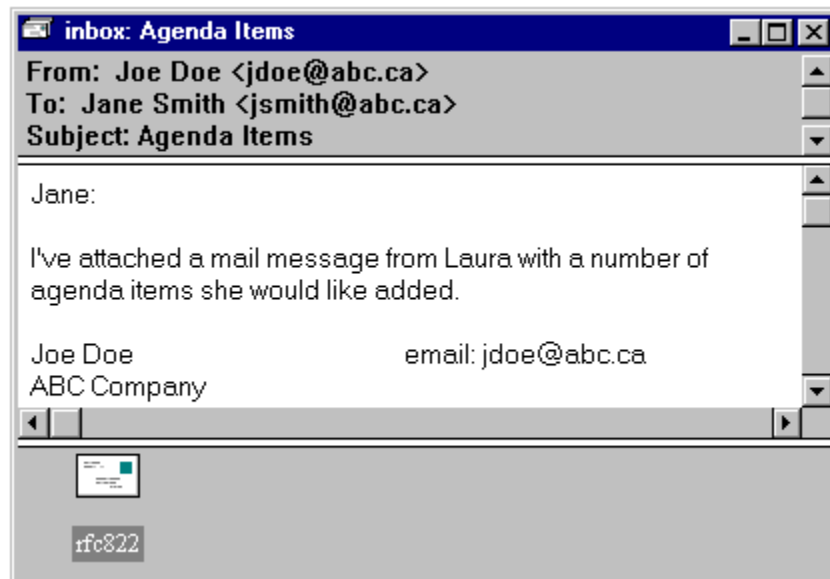 inbox: Agenda Items
From: Joe Doe <jdoe@abc.ca>
To: Jane Smith <jsmith@abc.ca>
Subject: Agenda Items
Jane:
I've attached a mail message from Laura with a number of
agenda items she would like added.
Joe Doe email: jdoe@abc.ca
ABC Company
rfc822